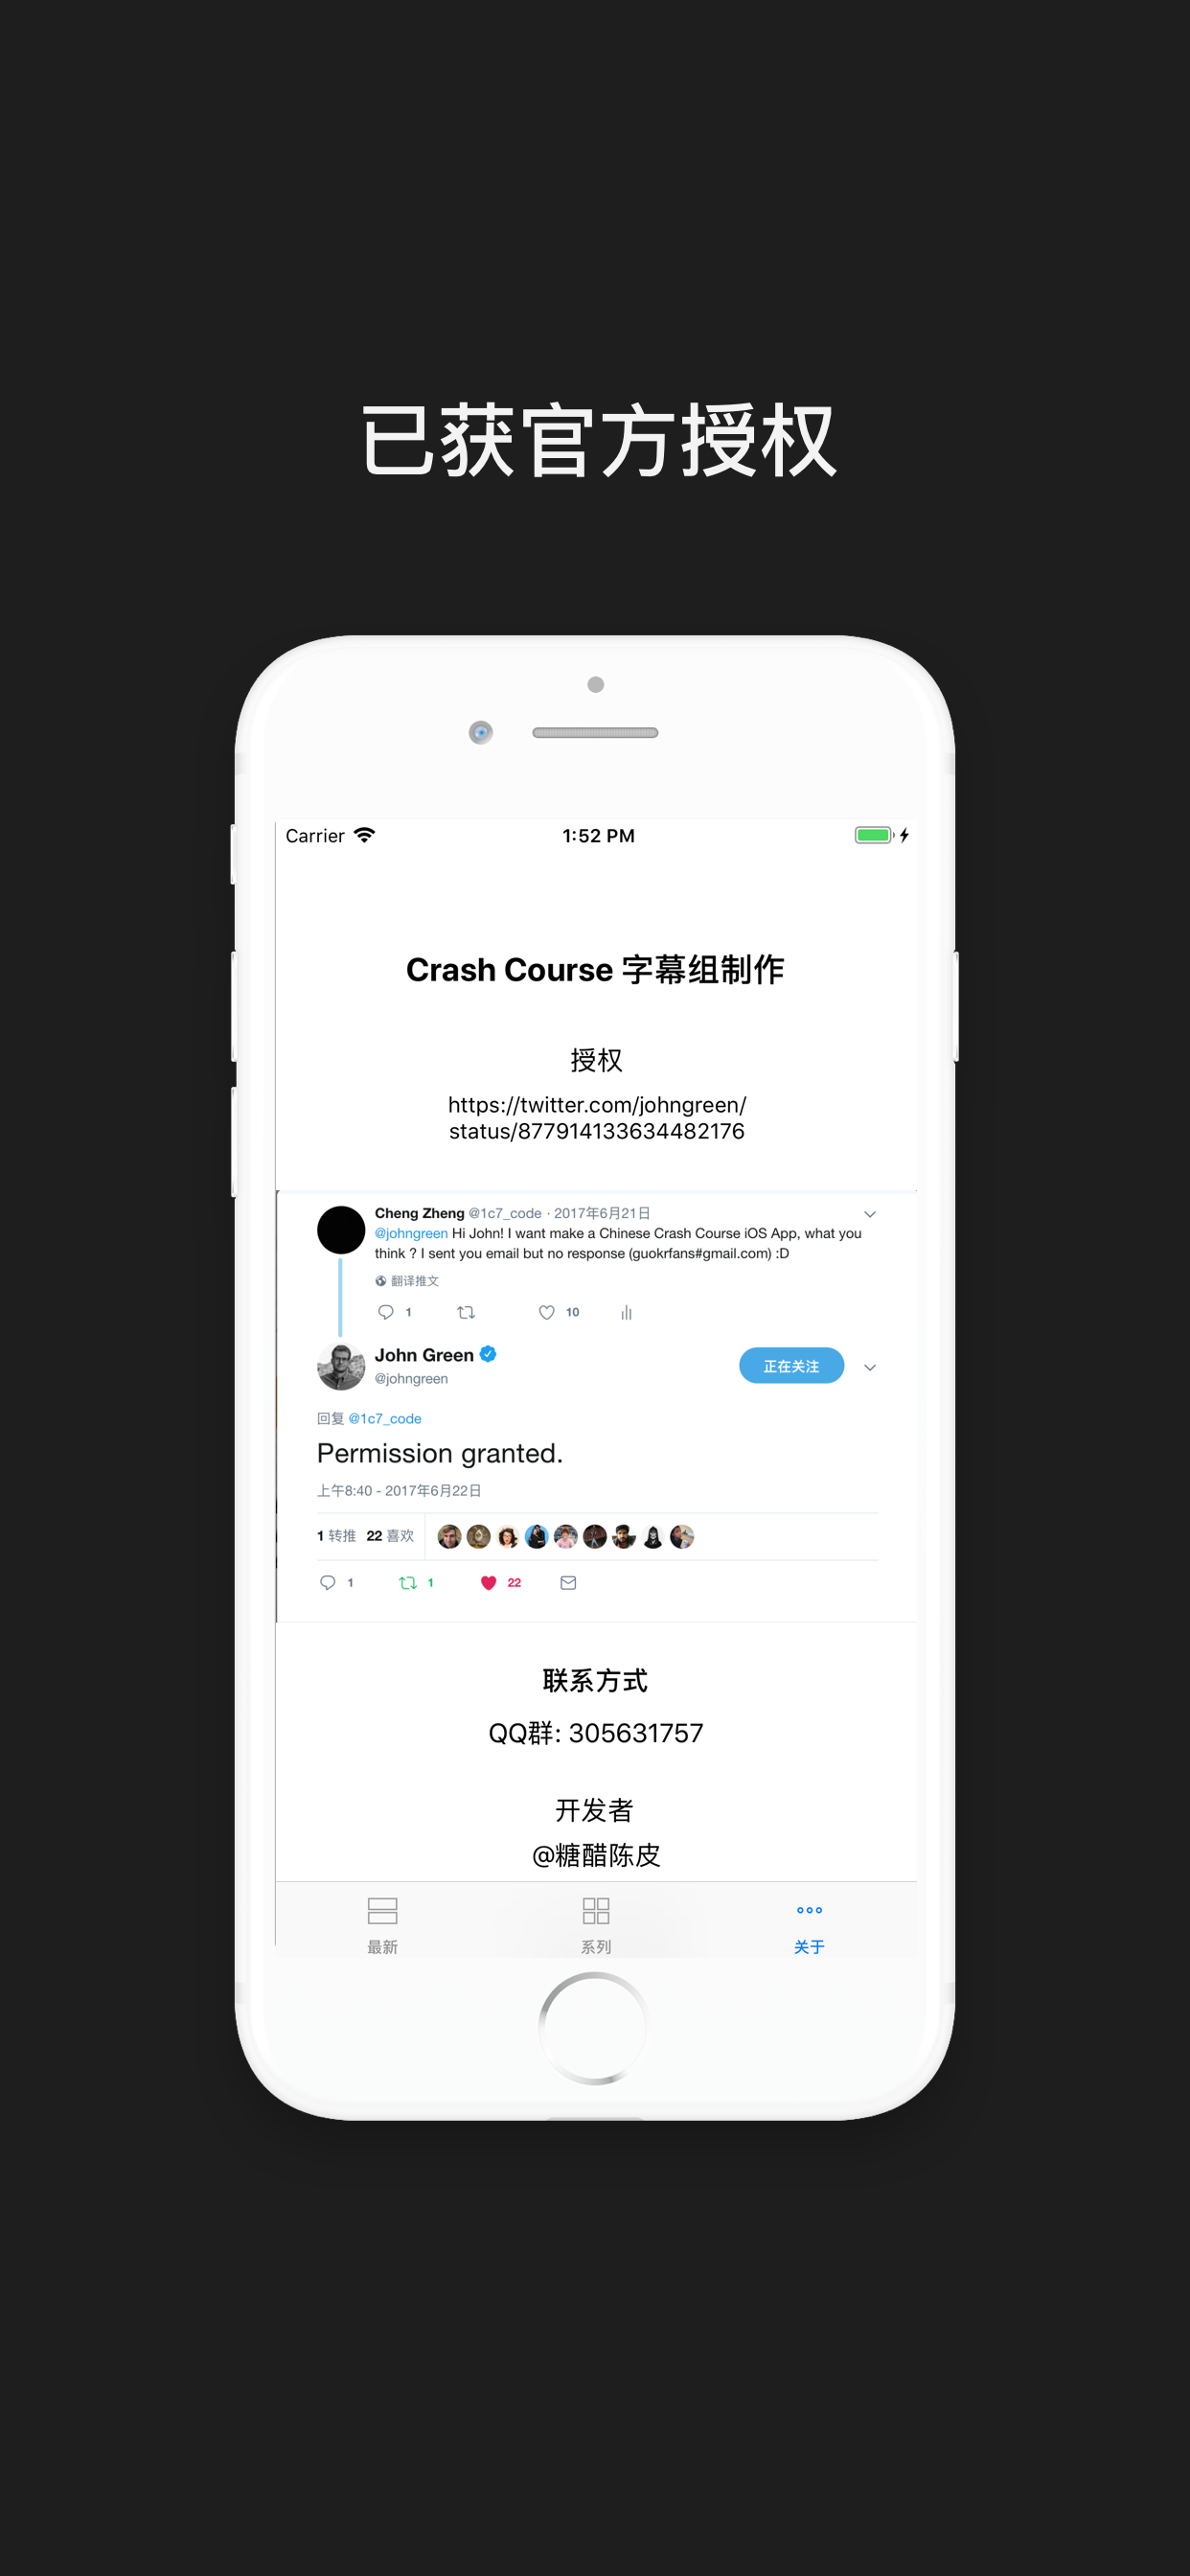 已获官方授权
Carrier 1:52 PM
Crash Course 字幕组制作
授权
https://twitter.com/johngreen/
status/877914133634482176
Cheng Zheng @1c7_code · 2017年6月21日
@johngreen Hi John! I want make a Chinese Crash Course iOS App, what you
think ? I sent you email but no response (guokrfans#gmail.com) :D
翻译推文
1 10
John Green
@johngreen
正在关注
回复 @1c7_code
Permission granted.
上午8:40 - 2017年6月22日
1 转推 22 喜欢
1 1 22
联系方式
QQ群: 305631757
开发者
@糖醋陈皮
最新 系列 关于